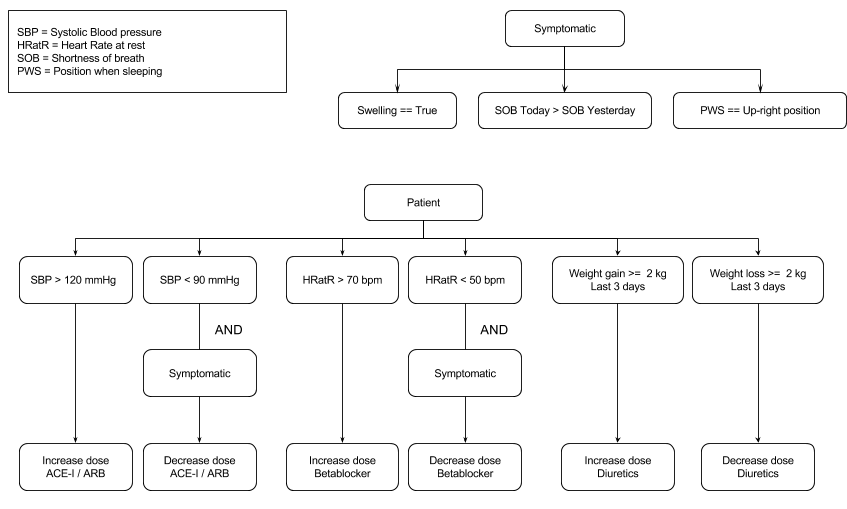 SBP = Systolic Blood pressure
HRatR = Heart Rate at rest
SOB = Shortness of breath
PWS = Position when sleeping
Symptomatic
Swelling == True
SOB Today > SOB Yesterday
PWS == Up-right position
Patient
SBP > 120 mmHg
SBP < 90 mmHg
HRatR > 70 bpm
HRatR < 50 bpm
Weight gain >= 2 kg
Last 3 days
Weight loss >= 2 kg
Last 3 days
AND
AND
Symptomatic
Symptomatic
Increase dose
ACE-I / ARB
Decrease dose
ACE-I / ARB
Increase dose
Betablocker
Decrease dose
Betablocker
Increase dose
Diuretics
Decrease dose
Diuretics